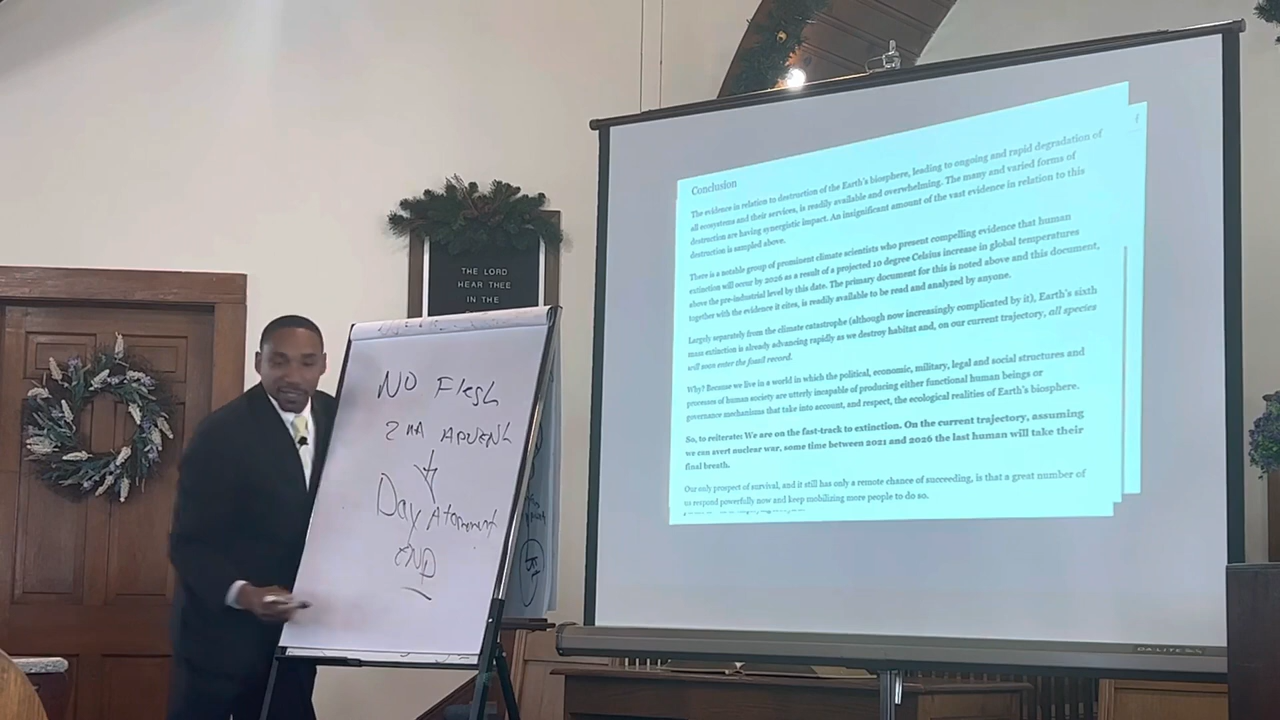 THE LORD
HEAR THEE
IN THE
NO Flesh
Day Atonement
END
Conclusion
The evidence in relation to destruction of the Earth's biosphere, leading to ongoing and rapid degradation of
all ecosystems and their services, is readily available and overwhelming. The many and varied forms of
destruction are having synergistic impact. An insignificant amount of the vast evidence in relation to this
destruction is sampled above.
There is a notable group of prominent climate scientists who present compelling evidence that human
extinction will occur by 2026 as a result of a projected 10 degree Celsius increase in global temperatures
above the pre-industrial level by this date. The primary document for this is noted above and this document,
together with the evidence it cites, is readily available to be read and analyzed by anyone.
Largely separately from the climate catastrophe (although now increasingly complicated by it), Earth's sixth
mass extinction is already advancing rapidly as we destroy habitat and, on our current trajectory, all species
will soon enter the fossil record.
Why? Because we live in a world in which the political, economic, military, legal and social structures and
processes of human society are utterly incapable of producing either functional human beings or
governance mechanisms that take into account, and respect, the ecological realities of Earth's biosphere.
So, to reiterate: We are on the fast-track to extinction. On the current trajectory, assuming
we can avert nuclear war, some time between 2021 and 2026 the last human will take their
final breath.
Our only prospect of survival, and it still has only a remote chance of succeeding, is that a great number of
us respond powerfully now and keep mobilizing more people to do so.
DA-LITE